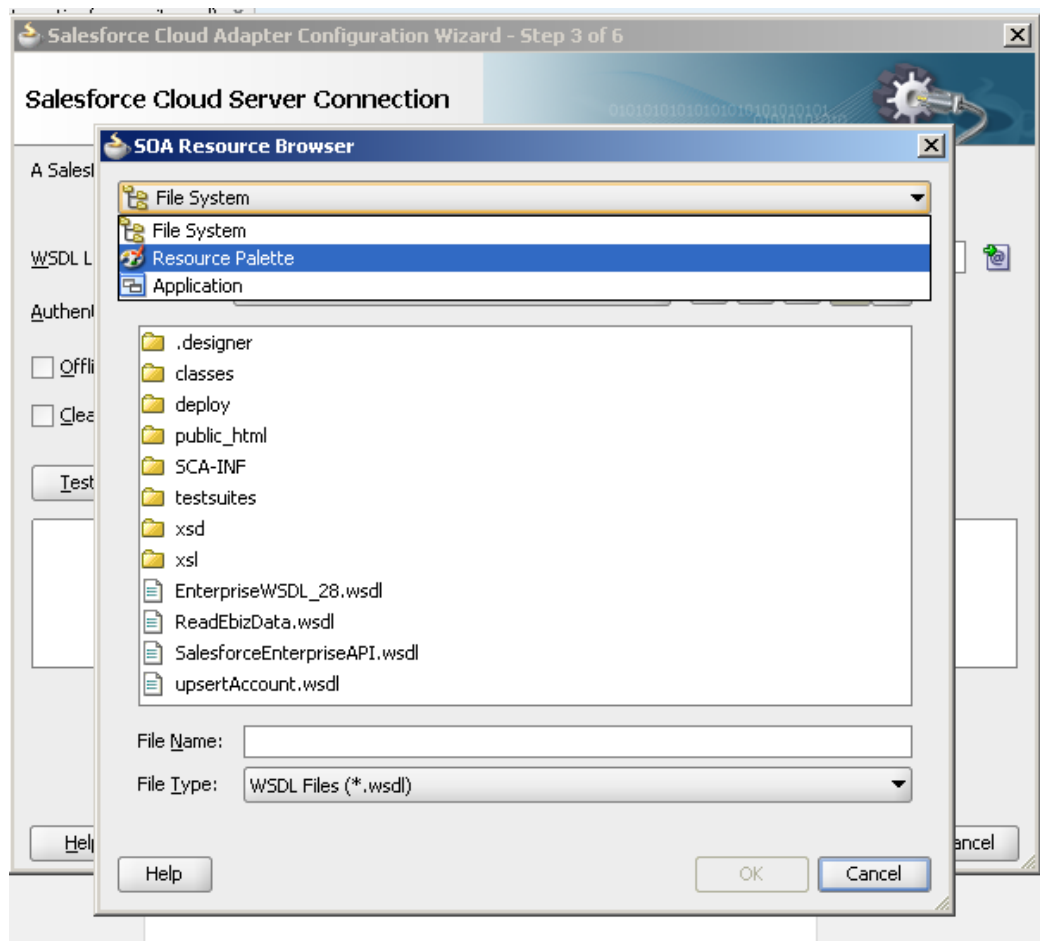 Salesforce Cloud Adapter Configuration Wizard - Step 3 of 6
Salesforce Cloud Server Connection
SOA Resource Browser
A Salesf
File System
File System
WSDL L
Resource Palette
Application
Authent
.designer
Offli
classes
Clea
deploy
public_html
SCA-INF
Test
testsuites
xsd
xsl
EnterpriseWSDL_28.wsdl
ReadEbizData.wsdl
SalesforceEnterpriseAPI.wsdl
upsertAccount.wsdl
File Name:
File Type: WSDL Files (*.wsdl)
Help
ancel
Help OK Cancel